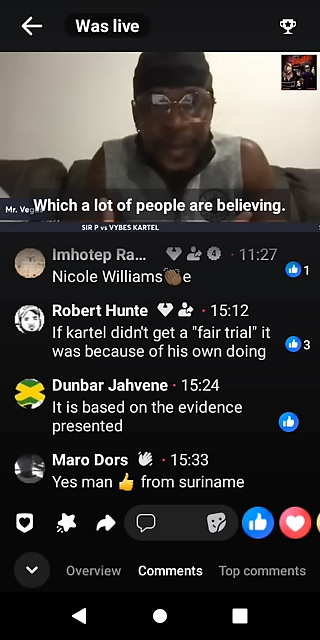 Was live
Which a lot of people are believing.
Mr. Ve
SIR P vs VYBES KARTEL
Imhotep Ra... · 11:27
Nicole Williams👏🏾e
1
Robert Hunte · 15:12
If kartel didn't get a "fair trial" it
was because of his own doing
3
Dunbar Jahvene · 15:24
It is based on the evidence
presented
Maro Dors 👋 · 15:33
Yes man 👍 from suriname
Overview Comments Top comments